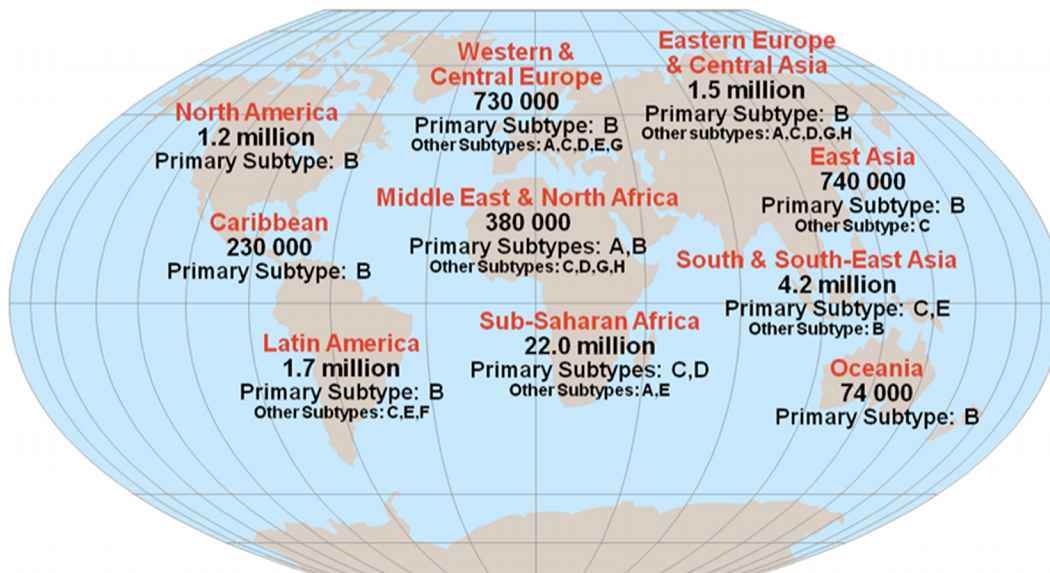 North America
1.2 million
Primary Subtype: B
Western &
Central Europe
730 000
Primary Subtype: B
Other Subtypes: A,C,D,E,G
Eastern Europe
& Central Asia
1.5 million
Primary Subtype: B
Other subtypes: A,C,D,G,H
East Asia
740 000
Primary Subtype: B
Other Subtype: C
Caribbean
230 000
Primary Subtype: B
Middle East & North Africa
380 000
Primary Subtypes: A,B
Other Subtypes: C,D,G,H
South & South-East Asia
4.2 million
Primary Subtype: C,E
Other Subtype: B
Latin America
1.7 million
Primary Subtype: B
Other Subtypes: C,E,F
Sub-Saharan Africa
22.0 million
Primary Subtypes: C,D
Other Subtypes: A,E
Oceania
74 000
Primary Subtype: B